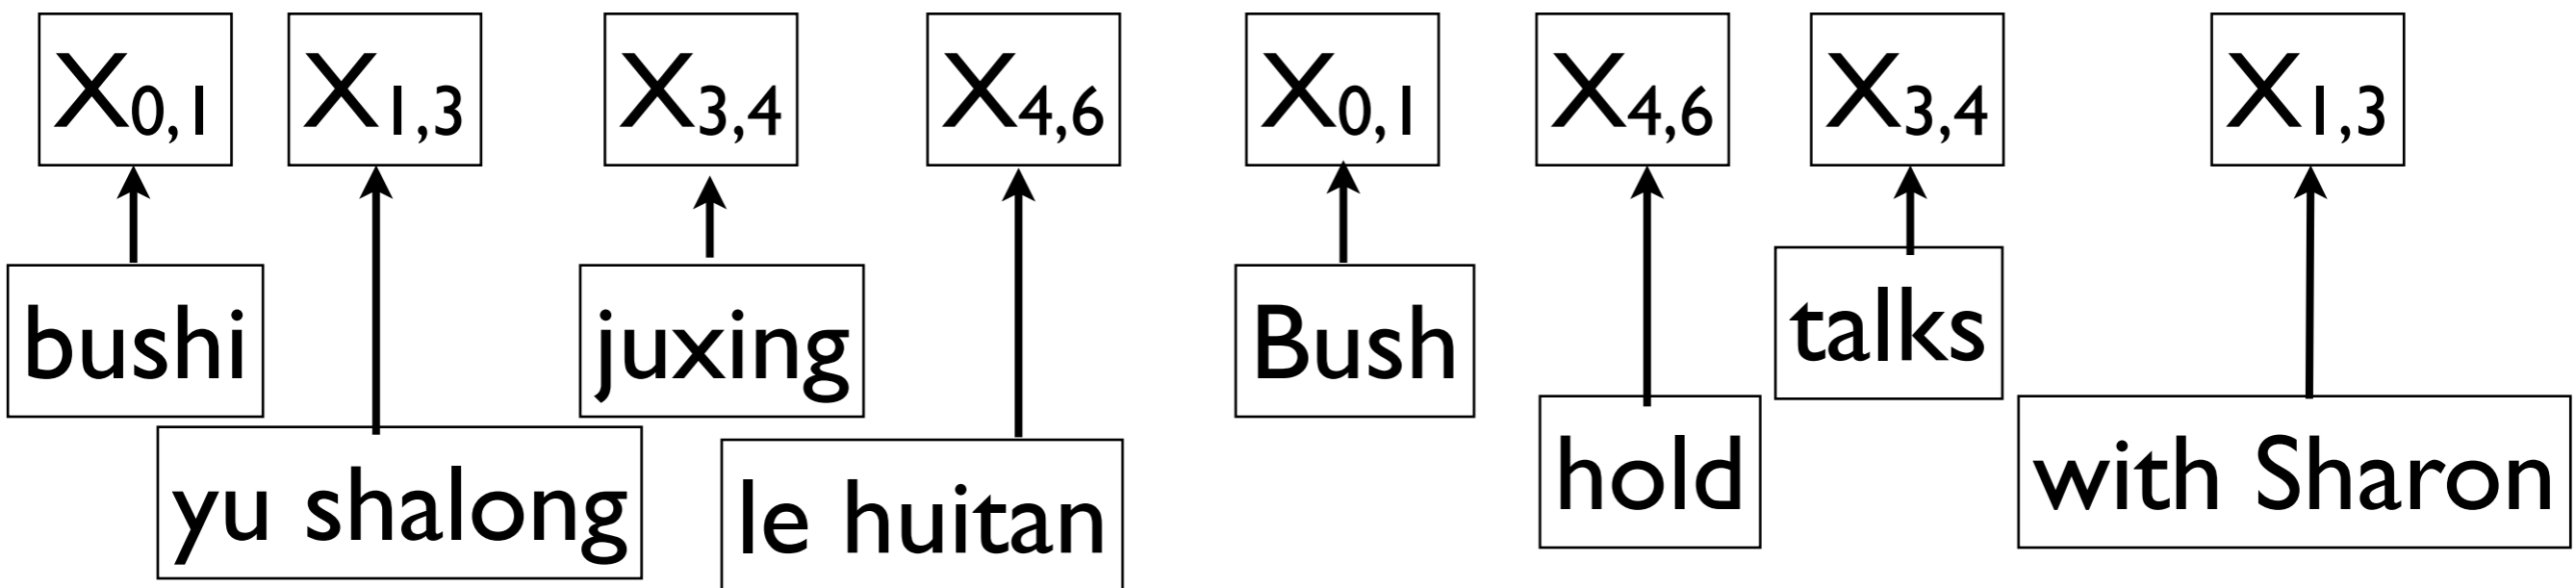 X0,1 X1,3 X3,4 X4,6 X0,1 X4,6 X3,4 X1,3
bushi juxing Bush talks
yu shalong le huitan hold with Sharon